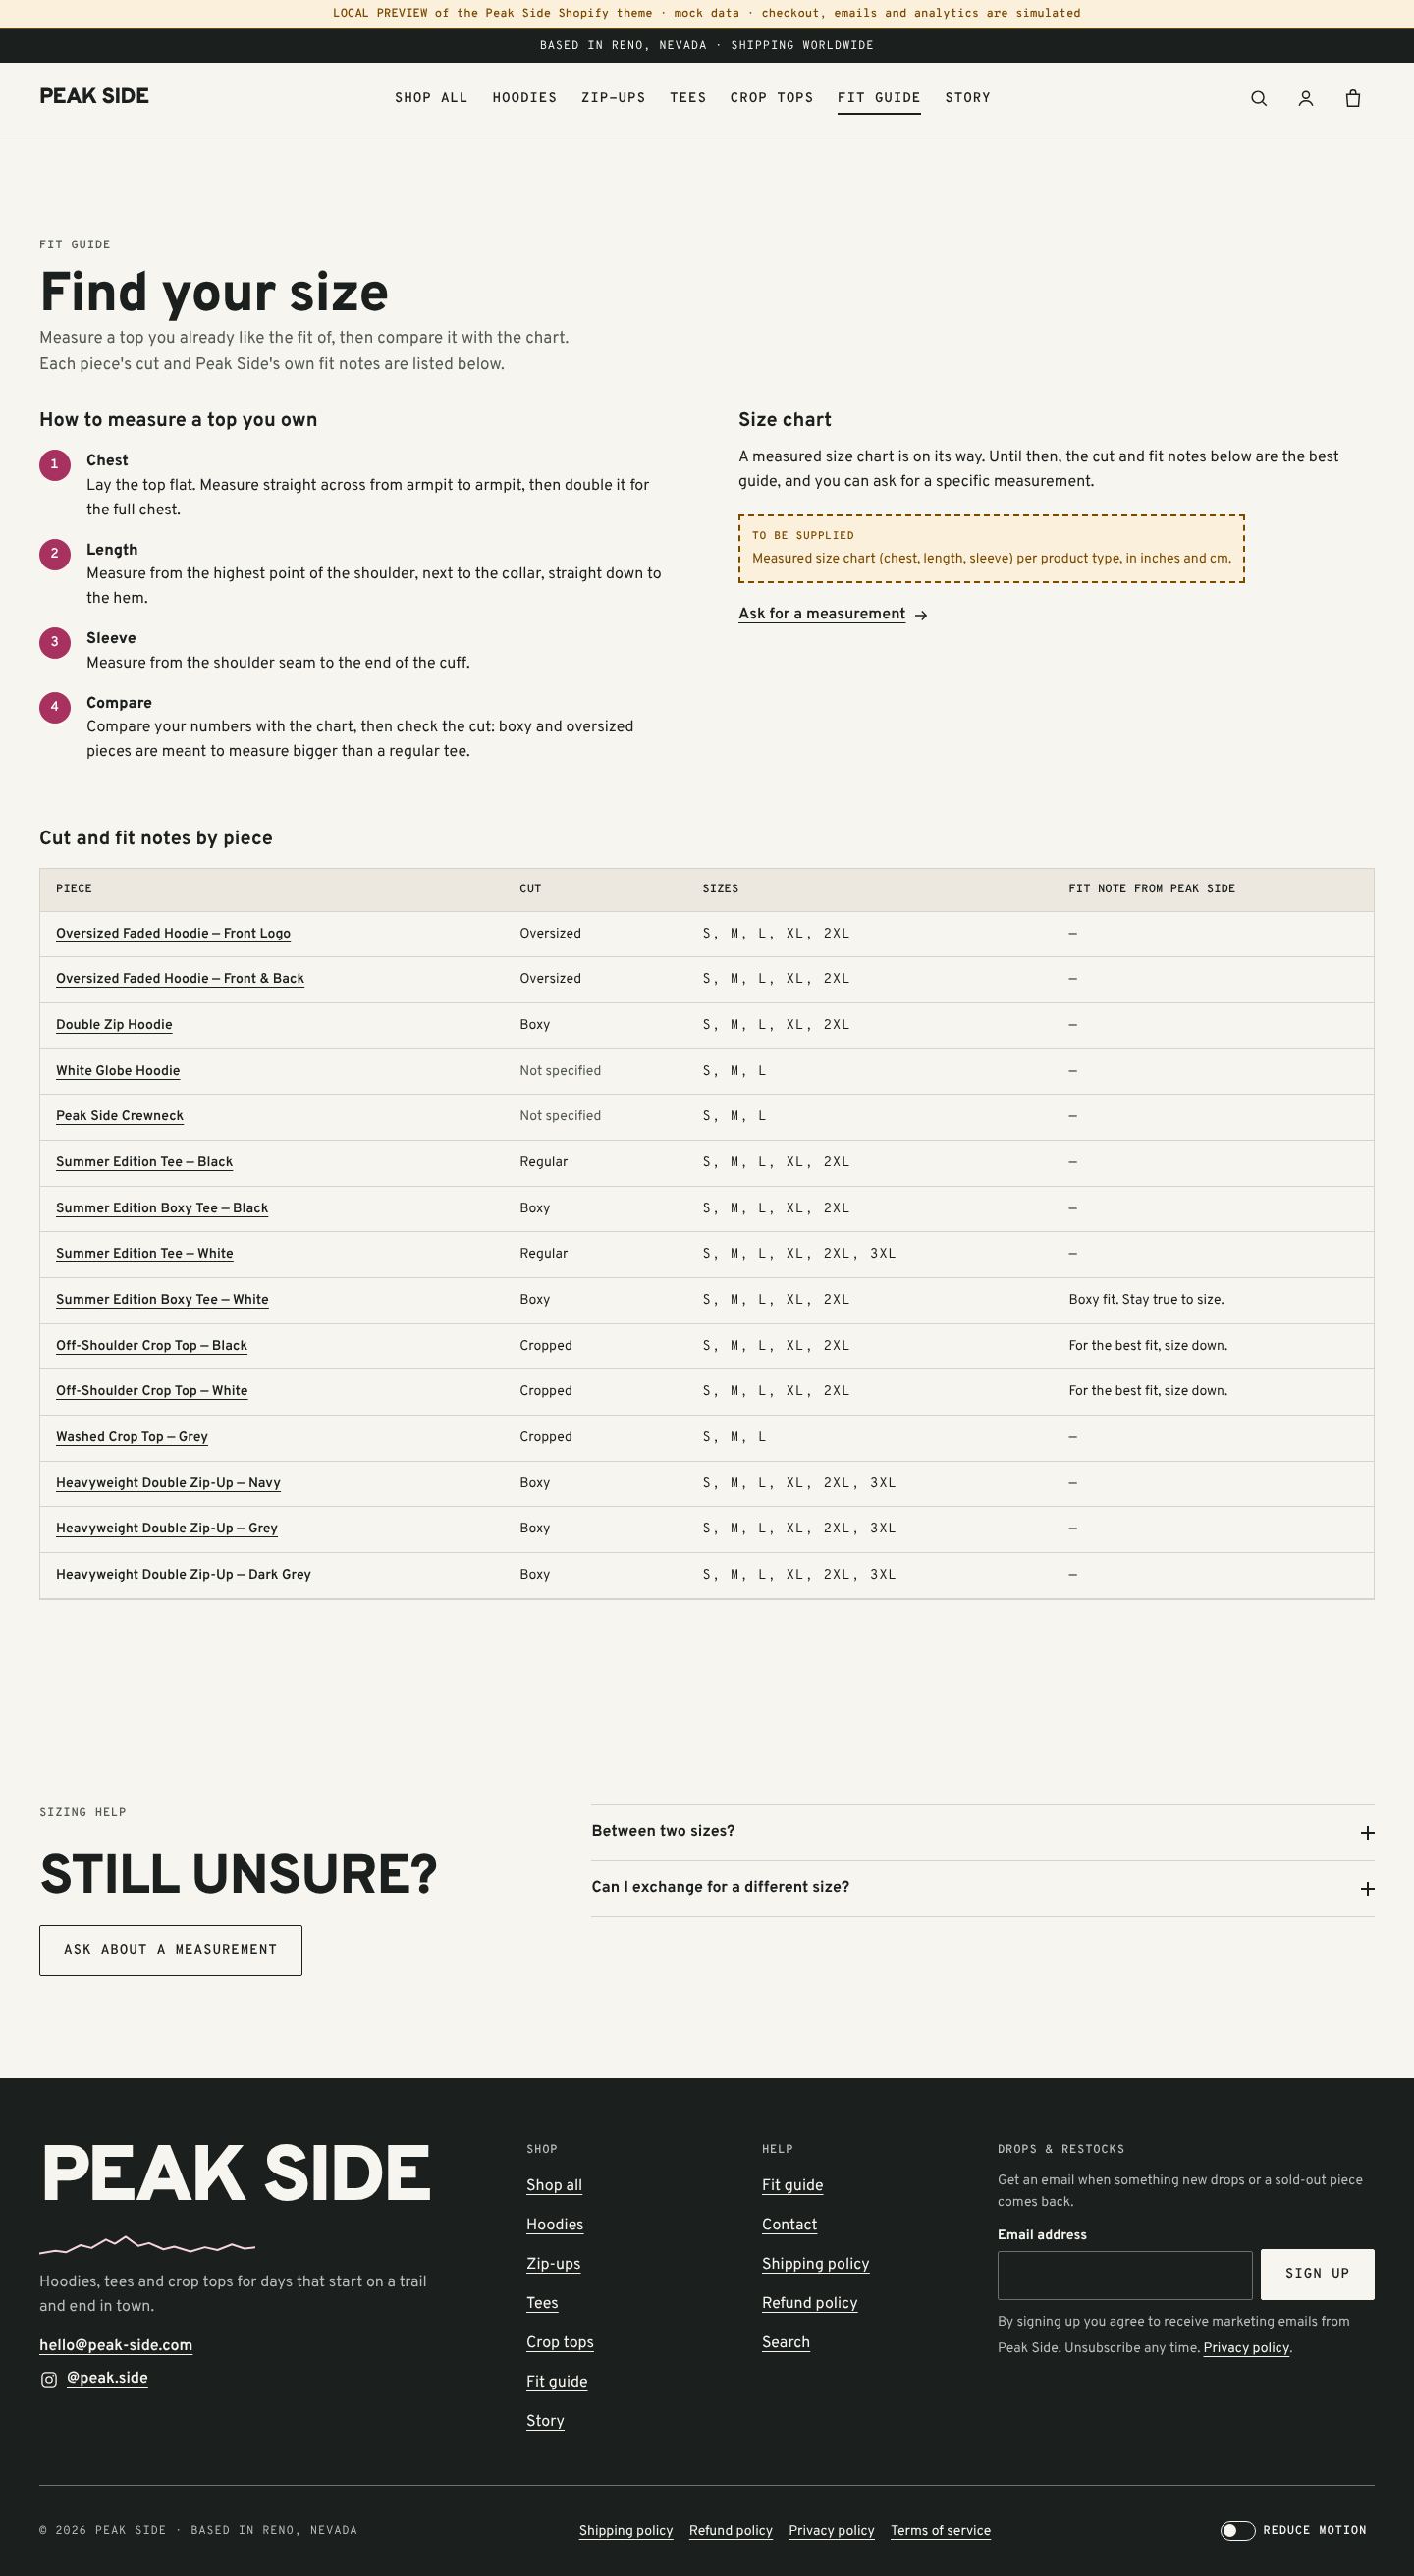 LOCAL PREVIEW of the Peak Side Shopify theme · mock data · checkout, emails and analytics are simulated
BASED IN RENO, NEVADA · SHIPPING WORLDWIDE
PEAK SIDE
SHOP ALL HOODIES ZIP-UPS TEES CROP TOPS FIT GUIDE STORY
FIT GUIDE
Find your size
Measure a top you already like the fit of, then compare it with the chart.
Each piece's cut and Peak Side's own fit notes are listed below.
How to measure a top you own
1 Chest
Lay the top flat. Measure straight across from armpit to armpit, then double it for
the full chest.
2 Length
Measure from the highest point of the shoulder, next to the collar, straight down to
the hem.
3 Sleeve
Measure from the shoulder seam to the end of the cuff.
4 Compare
Compare your numbers with the chart, then check the cut: boxy and oversized
pieces are meant to measure bigger than a regular tee.
Size chart
A measured size chart is on its way. Until then, the cut and fit notes below are the best
guide, and you can ask for a specific measurement.
TO BE SUPPLIED
Measured size chart (chest, length, sleeve) per product type, in inches and cm.
Ask for a measurement →
Cut and fit notes by piece
PIECE CUT SIZES FIT NOTE FROM PEAK SIDE
Oversized Faded Hoodie — Front Logo Oversized S, M, L, XL, 2XL —
Oversized Faded Hoodie — Front & Back Oversized S, M, L, XL, 2XL —
Double Zip Hoodie Boxy S, M, L, XL, 2XL —
White Globe Hoodie Not specified S, M, L —
Peak Side Crewneck Not specified S, M, L —
Summer Edition Tee — Black Regular S, M, L, XL, 2XL —
Summer Edition Boxy Tee — Black Boxy S, M, L, XL, 2XL —
Summer Edition Tee — White Regular S, M, L, XL, 2XL, 3XL —
Summer Edition Boxy Tee — White Boxy S, M, L, XL, 2XL Boxy fit. Stay true to size.
Off-Shoulder Crop Top — Black Cropped S, M, L, XL, 2XL For the best fit, size down.
Off-Shoulder Crop Top — White Cropped S, M, L, XL, 2XL For the best fit, size down.
Washed Crop Top — Grey Cropped S, M, L —
Heavyweight Double Zip-Up — Navy Boxy S, M, L, XL, 2XL, 3XL —
Heavyweight Double Zip-Up — Grey Boxy S, M, L, XL, 2XL, 3XL —
Heavyweight Double Zip-Up — Dark Grey Boxy S, M, L, XL, 2XL, 3XL —
SIZING HELP
STILL UNSURE?
ASK ABOUT A MEASUREMENT
Between two sizes?
Can I exchange for a different size?
PEAK SIDE
Hoodies, tees and crop tops for days that start on a trail
and end in town.
hello@peak-side.com
@peak.side
SHOP
Shop all
Hoodies
Zip-ups
Tees
Crop tops
Fit guide
Story
HELP
Fit guide
Contact
Shipping policy
Refund policy
Search
DROPS & RESTOCKS
Get an email when something new drops or a sold-out piece
comes back.
Email address
SIGN UP
By signing up you agree to receive marketing emails from
Peak Side. Unsubscribe any time. Privacy policy.
© 2026 PEAK SIDE · BASED IN RENO, NEVADA
Shipping policy Refund policy Privacy policy Terms of service
REDUCE MOTION